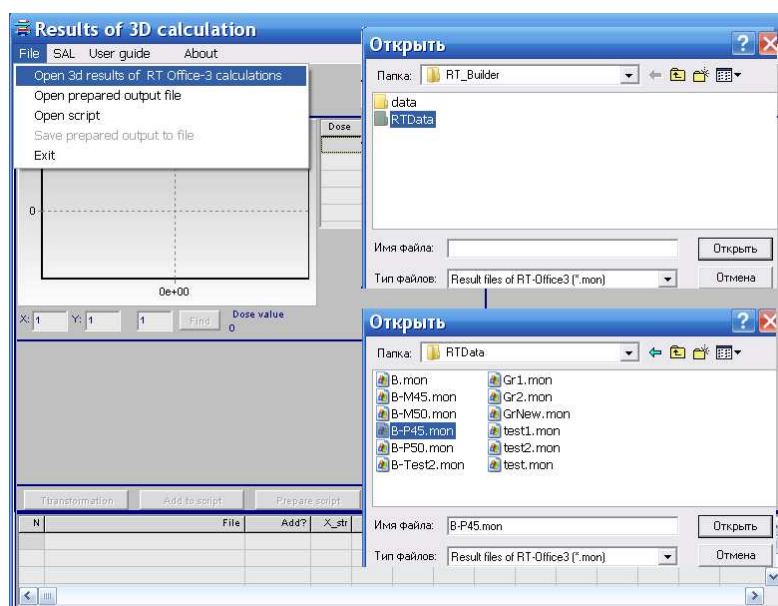 Results of 3D calculation
File SAL User guide About
Open 3d results of RT Office-3 calculations
Open prepared output file
Open script
Save prepared output to file
Exit
Dose
0
0e+00
X: 1 Y: 1 1 Find Dose value
0
Ttransformation Add to script Prepare script
N File Add? X_str
Открыть
Папка: RT_Builder
data
RTData
Имя файла: Открыть
Тип файлов: Result files of RT-Office3 (*.mon) Отмена
Открыть
Папка: RTData
B.mon Gr1.mon
B-M45.mon Gr2.mon
B-M50.mon GrNew.mon
B-P45.mon test1.mon
B-P50.mon test2.mon
B-Test2.mon test.mon
Имя файла: B-P45.mon Открыть
Тип файлов: Result files of RT-Office3 (*.mon) Отмена